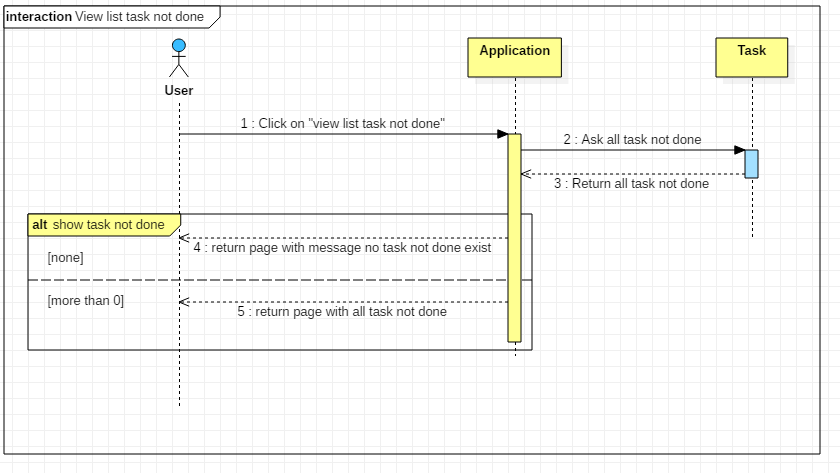 interaction View list task not done
Application
Task
User
1 : Click on "view list task not done"
2 : Ask all task not done
3 : Return all task not done
alt show task not done
4 : return page with message no task not done exist
[none]
[more than 0]
5 : return page with all task not done